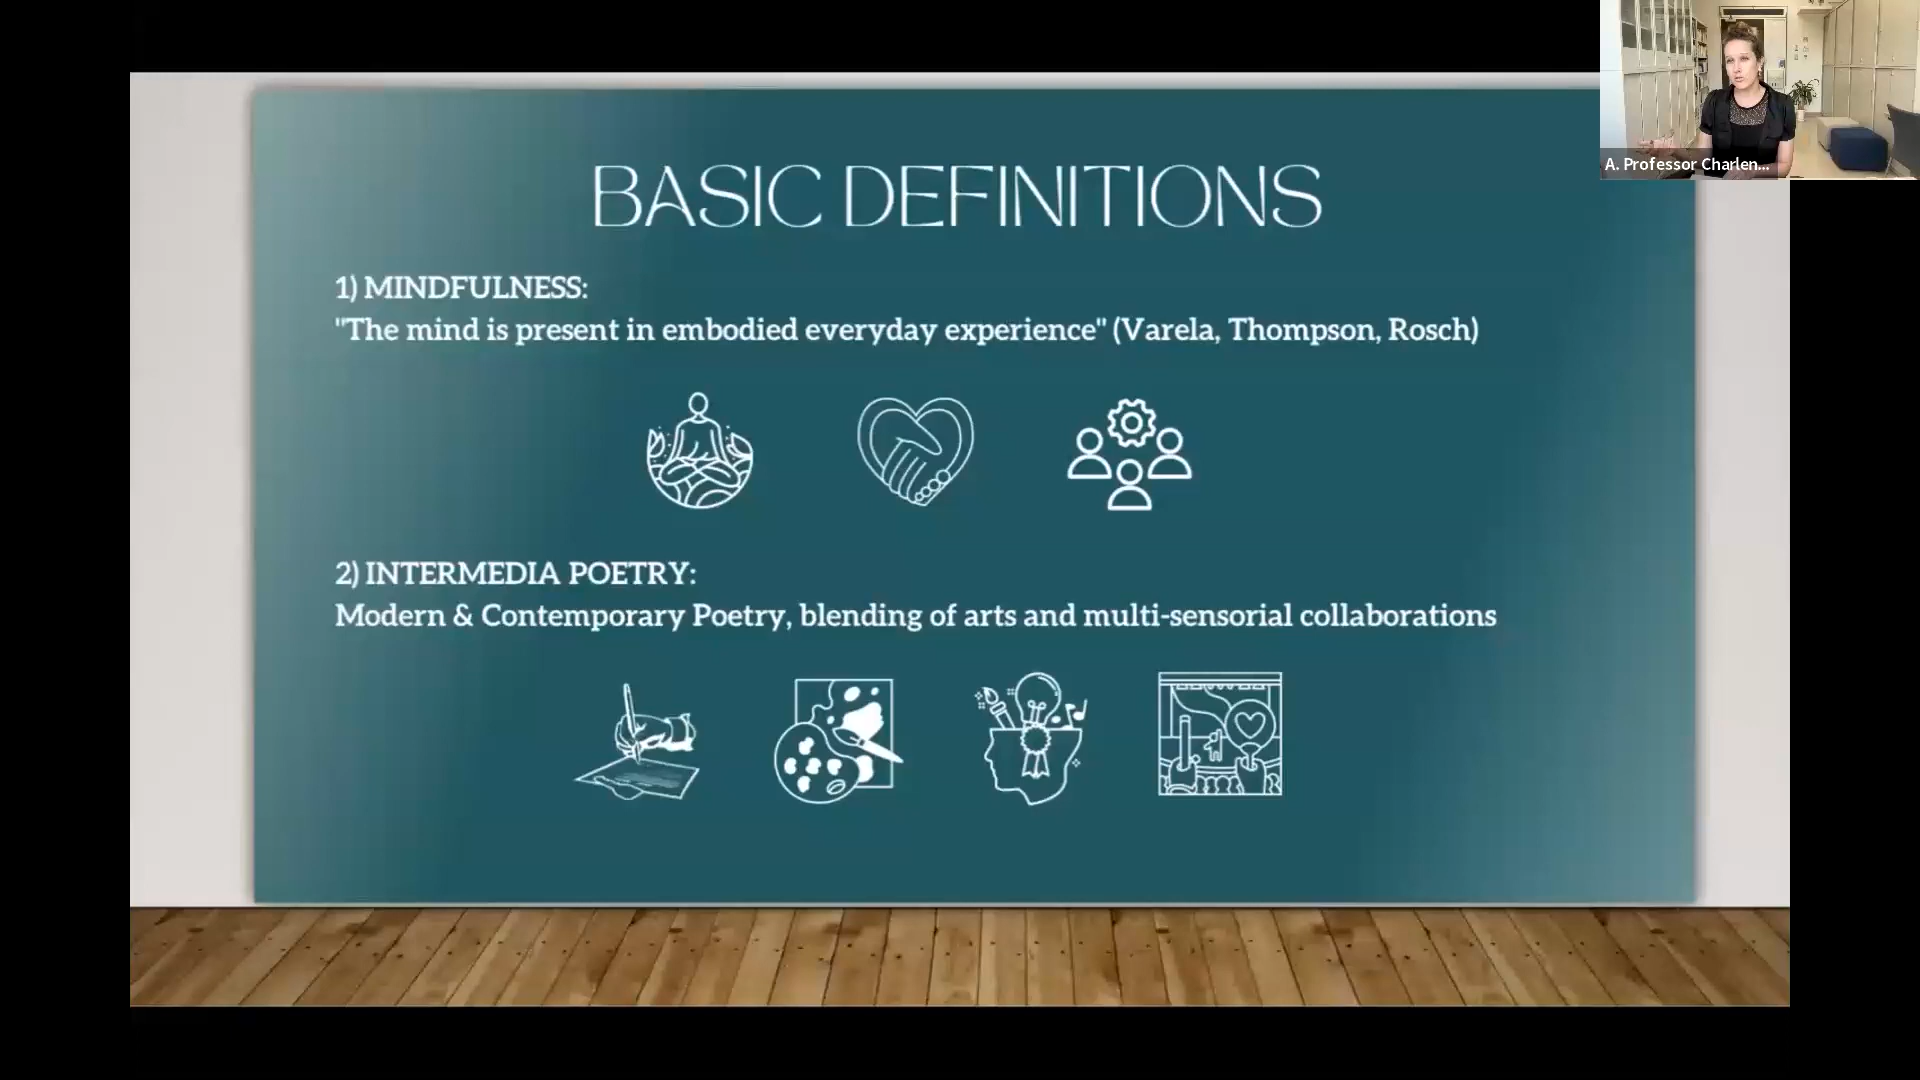 A. Professor Charlen...
BASIC DEFINITIONS
1) MINDFULNESS:
"The mind is present in embodied everyday experience" (Varela, Thompson, Rosch)
2) INTERMEDIA POETRY:
Modern & Contemporary Poetry, blending of arts and multi-sensorial collaborations